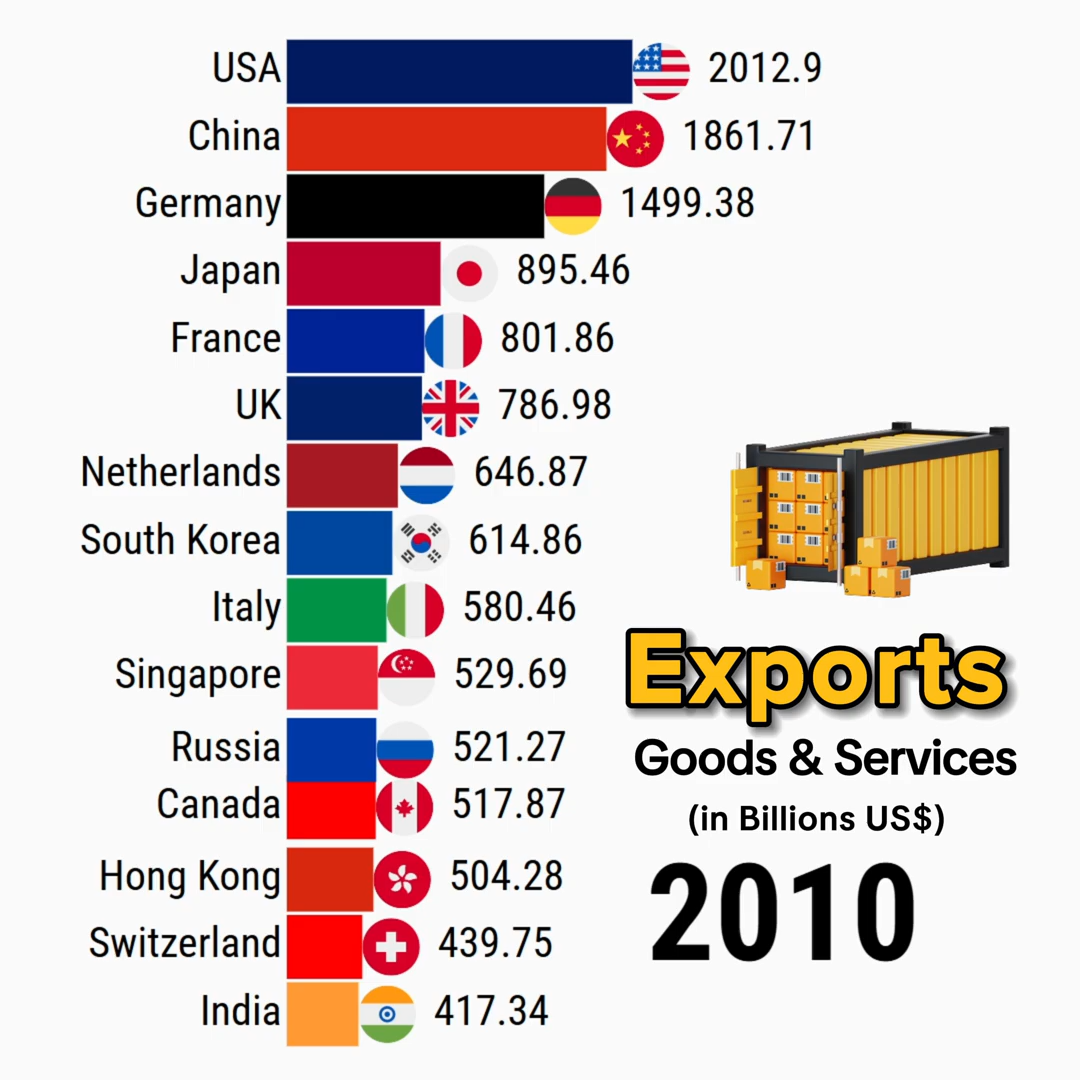 USA 2012.9
China 1861.71
Germany 1499.38
Japan 895.46
France 801.86
UK 786.98
Netherlands 646.87
South Korea 614.86
Italy 580.46
Singapore 529.69
Russia 521.27
Canada 517.87
Hong Kong 504.28
Switzerland 439.75
India 417.34
Exports
Goods & Services
(in Billions US$)
2010